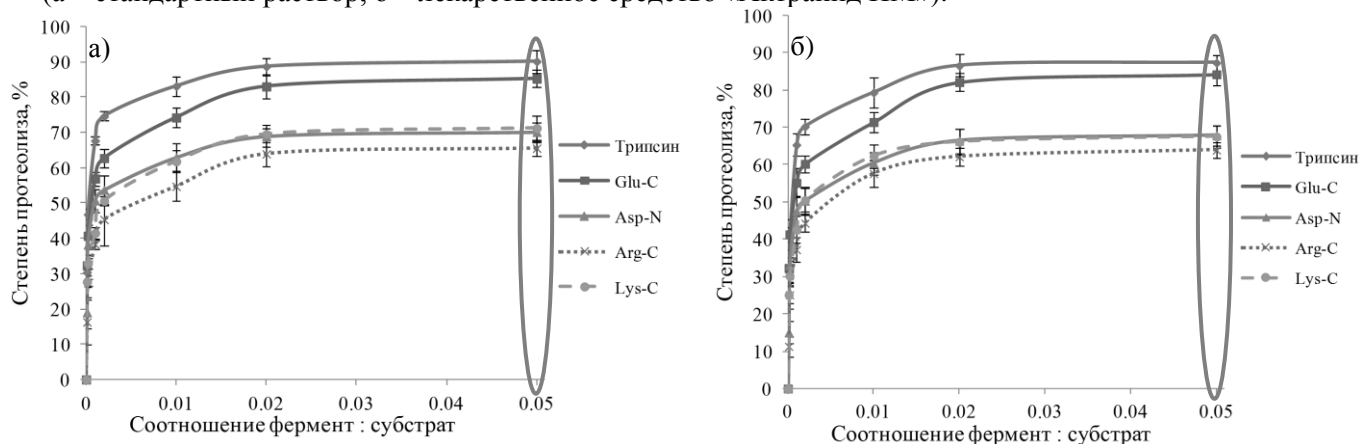 (а – стандартный раствор; б – лекарственное средство «Актрапид НМ»).
а)
Степень протеолиза, %
100
90
80
70
60
50
40
30
20
10
0
0
0.01
0.02
0.03
0.04
0.05
Соотношение фермент : субстрат
Трипсин
Glu-C
Asp-N
Arg-C
Lys-C
б)
Степень протеолиза, %
100
90
80
70
60
50
40
30
20
10
0
0
0.01
0.02
0.03
0.04
0.05
Соотношение фермент : субстрат
Трипсин
Glu-C
Asp-N
Arg-C
Lys-C